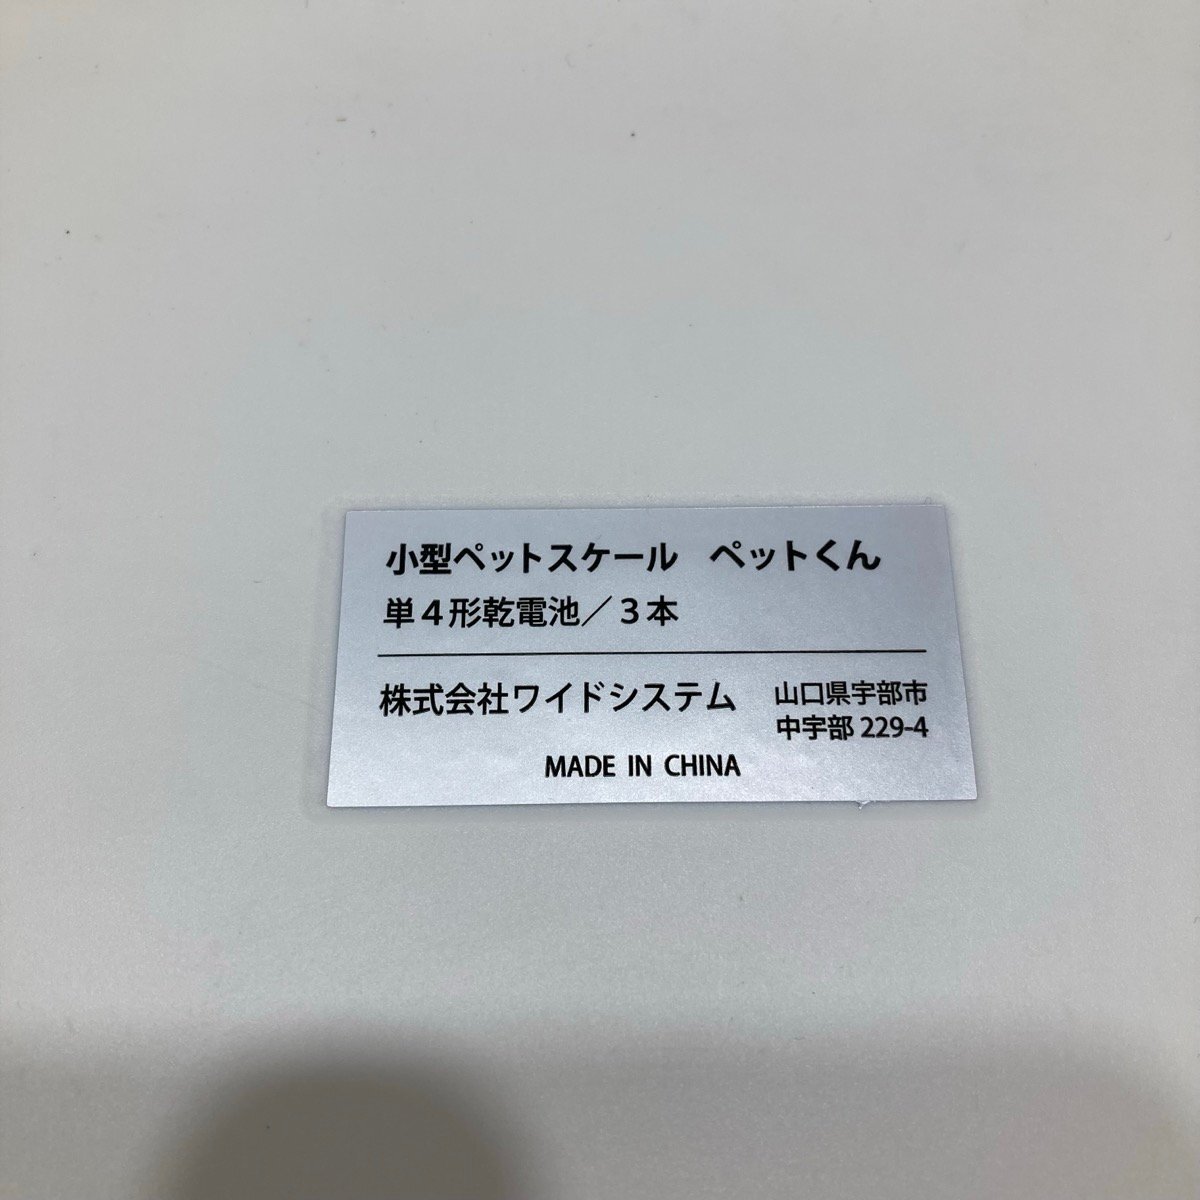 小型ペットスケール　ペットくん
単４形乾電池／３本
株式会社ワイドシステム
山口県宇部市
中宇部 229-4
MADE IN CHINA